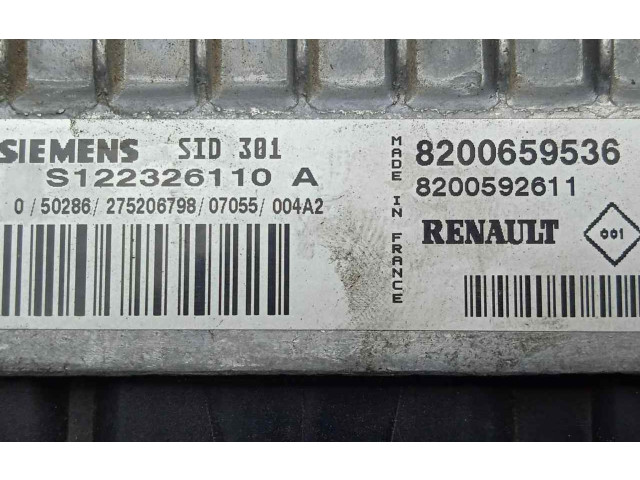 SIEMENS SID 301
S122326110 A
0 / 50286 / 275206798 / 07055 / 004A2
MADE IN FRANCE
8200659536
8200592611
RENAULT
001